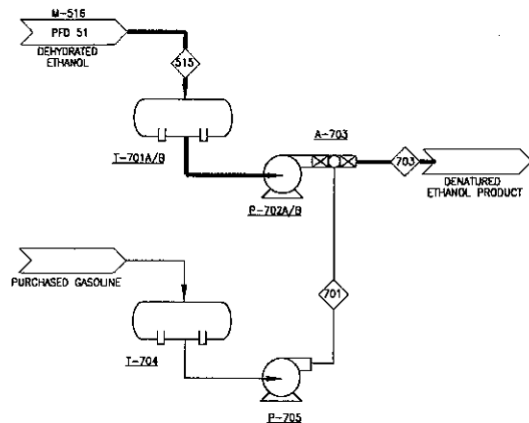 M-516
PFD 51
DEHYDRATED
ETHANOL
515
T-701A/B
A-703
703
P-702A/B
DENATURED
ETHANOL PRODUCT
PURCHASED GASOLINE
701
T-704
P-705